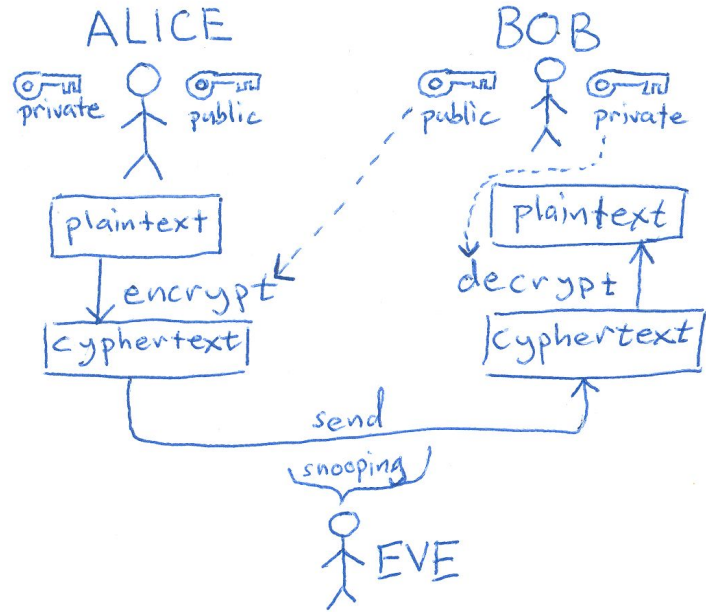 ALICE
BOB
private
public
public
private
plaintext
plaintext
encrypt
decrypt
cyphertext
cyphertext
send
snooping
EVE